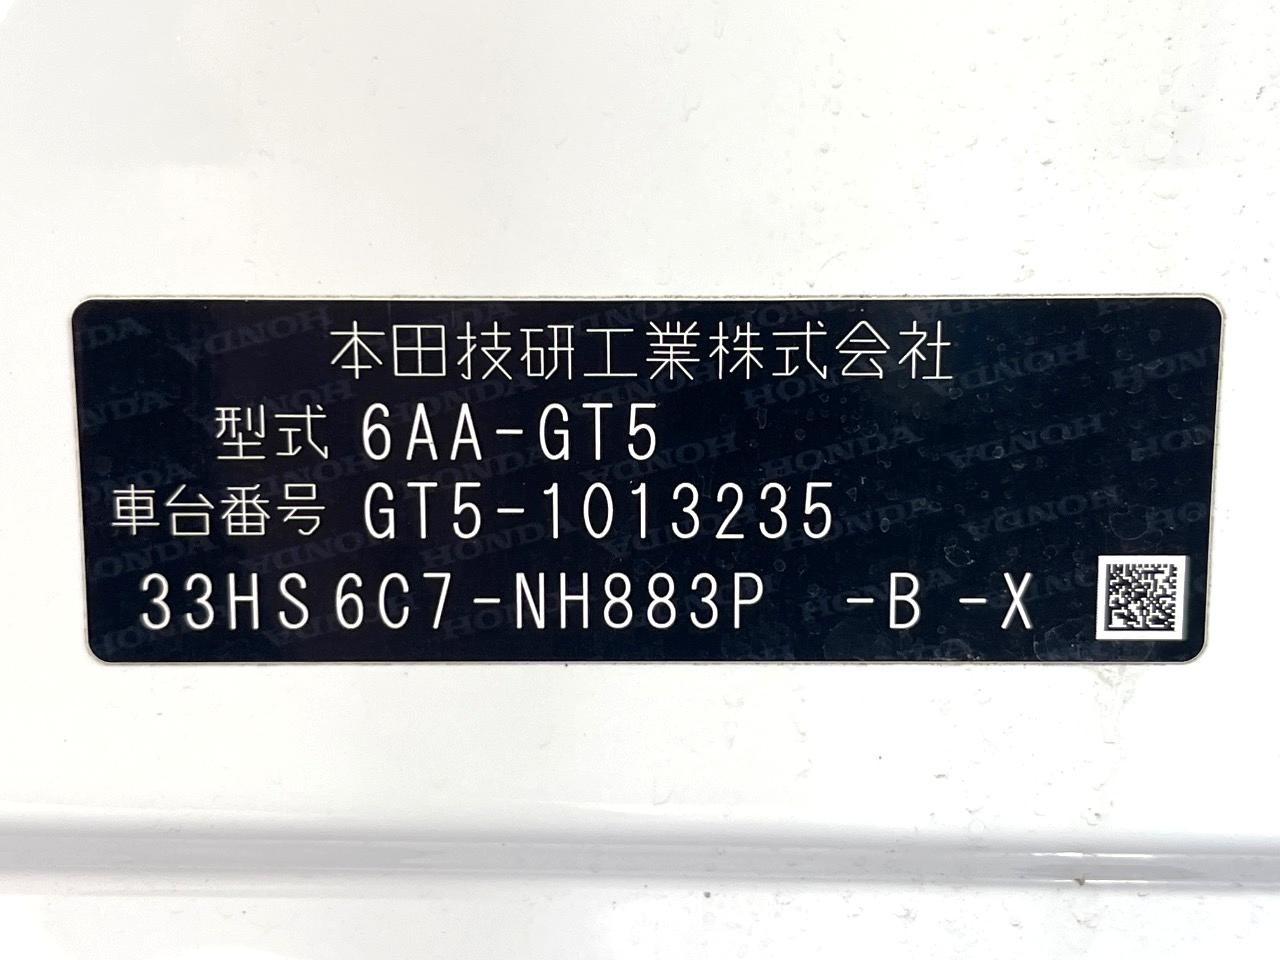 本田技研工業株式会社
型式 6AA-GT5
車台番号 GT5-1013235
33HS6C7-NH883P -B -X